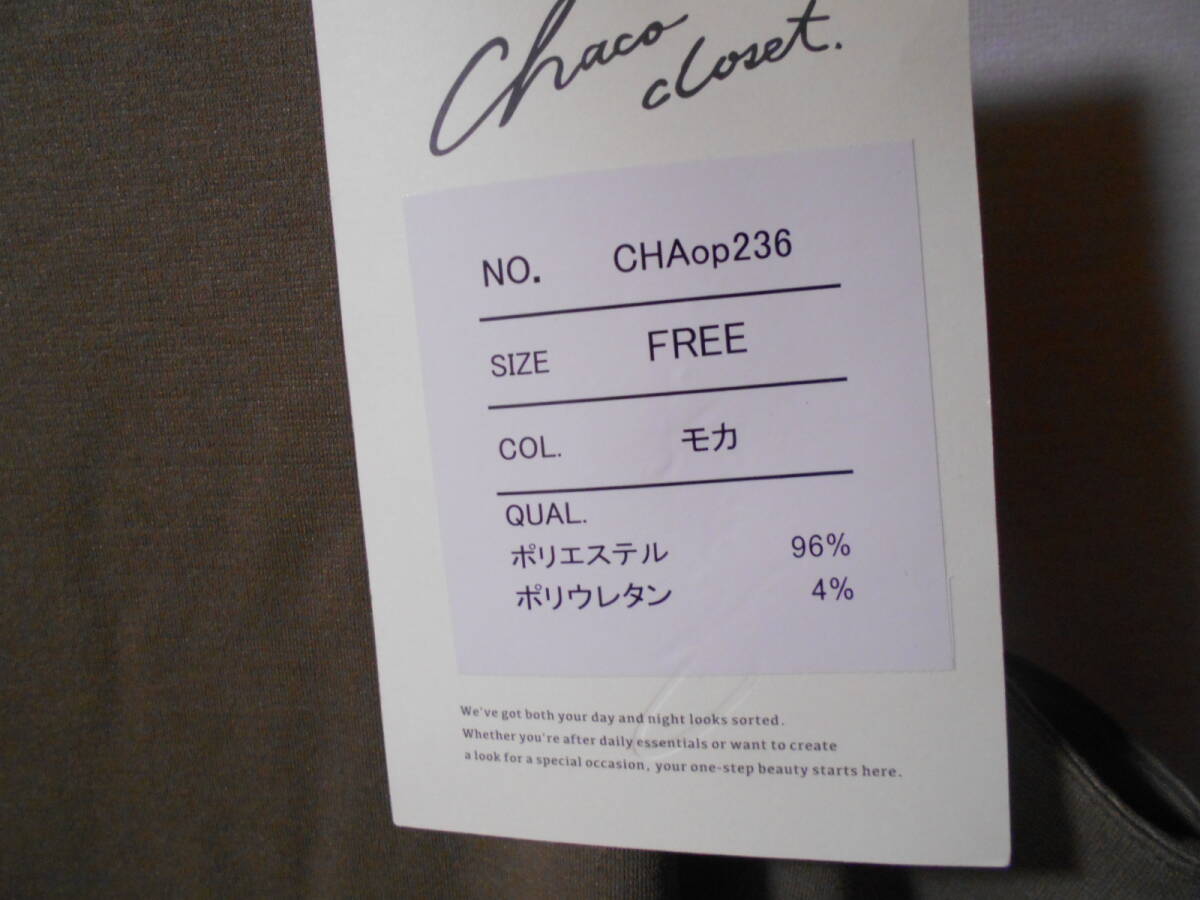 Chaco
closet.
NO. CHAop236
SIZE FREE
COL. モカ
QUAL.
ポリエステル 96%
ポリウレタン 4%
We've got both your day and night looks sorted.
Whether you're after daily essentials or want to create
a look for a special occasion, your one-step beauty starts here.